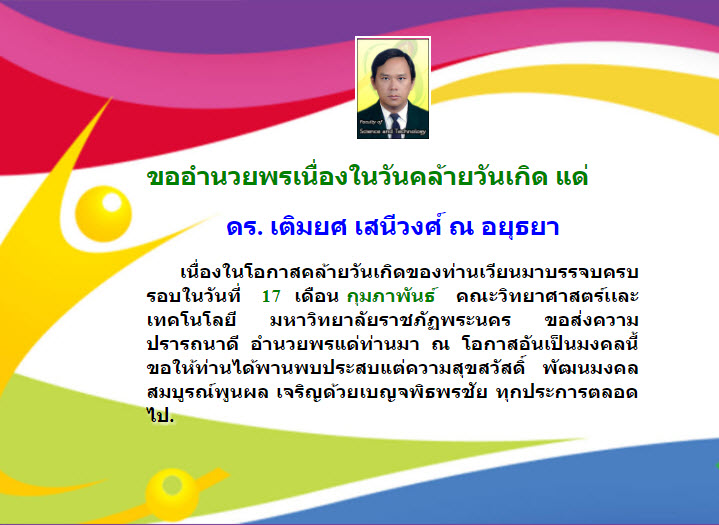 Faculty of
Science and Technology
ขออำนวยพรเนื่องในวันคล้ายวันเกิด แด่
ดร. เติมยศ เสนีวงศ์ ณ อยุธยา
เนื่องในโอกาสคล้ายวันเกิดของท่านเวียนมาบรรจบครบ
รอบในวันที่ 17 เดือน กุมภาพันธ์ คณะวิทยาศาสตร์และ
เทคโนโลยี มหาวิทยาลัยราชภัฏพระนคร ขอส่งความ
ปรารถนาดี อำนวยพรแด่ท่านมา ณ โอกาสอันเป็นมงคลนี้
ขอให้ท่านได้พานพบประสบแต่ความสุขสวัสดิ์ พัฒนมงคล
สมบูรณ์พูนผล เจริญด้วยเบญจพิธพรชัย ทุกประการตลอด
ไป.